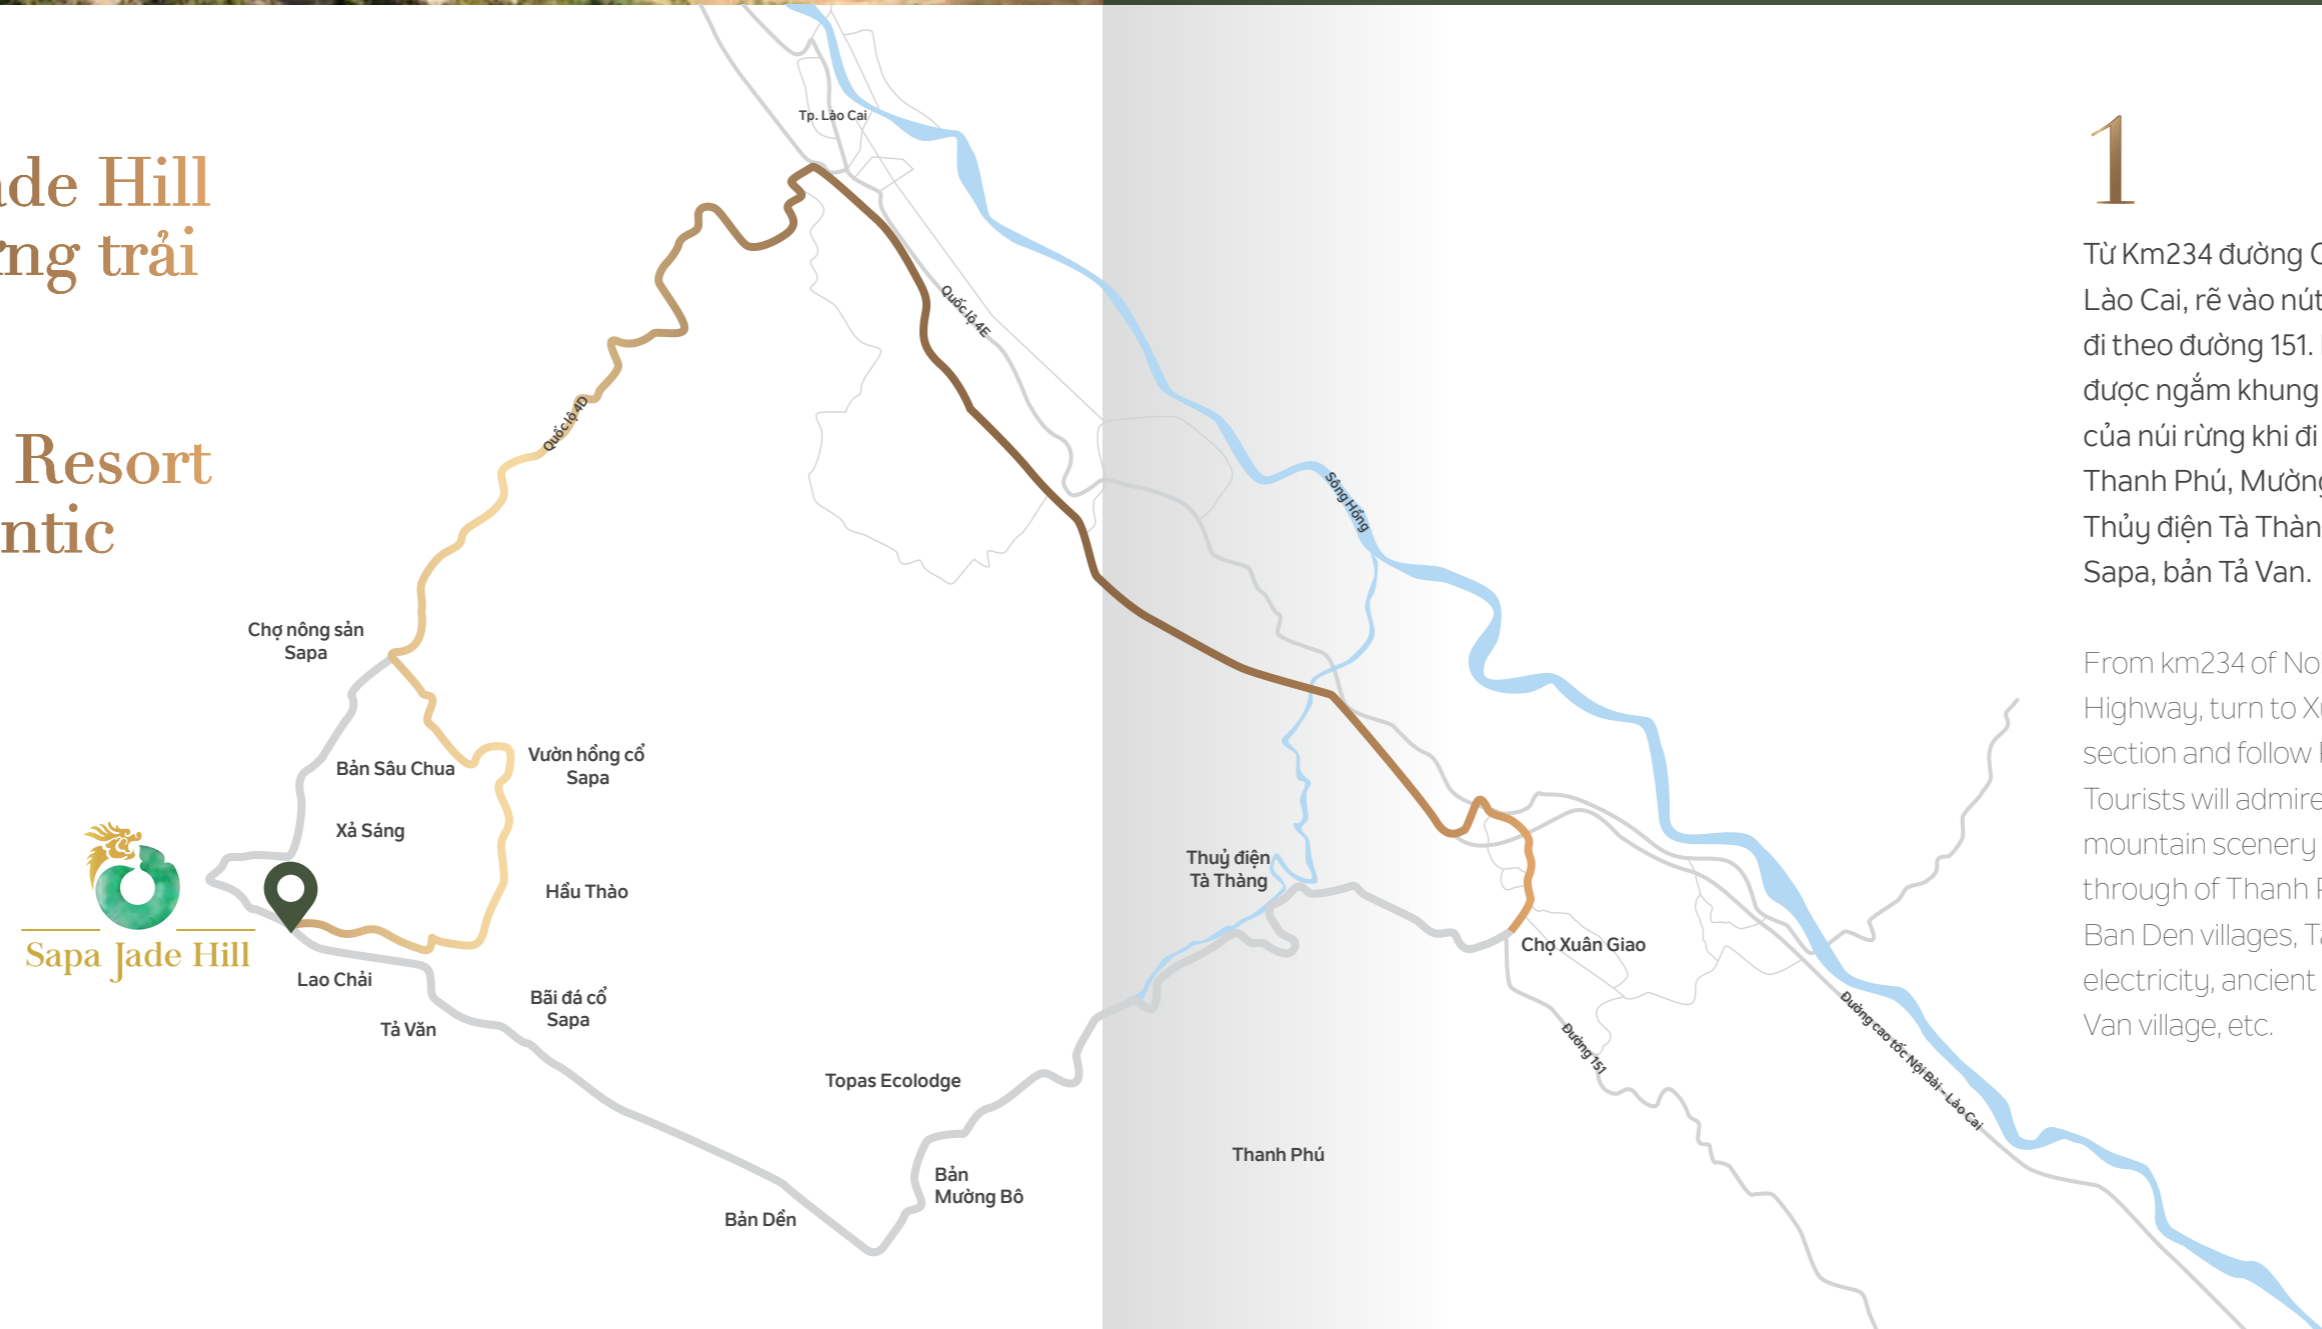 ade Hill
ng trải
Resort
ntic
Tp. Lào Cai
Quốc lộ 4E
Quốc lộ 4D
Sông Hồng
Chợ nông sản
Sapa
Bản Sâu Chua
Vườn hồng cổ
Sapa
Xả Sáng
Hầu Thào
Thuỷ điện
Tà Thàng
Sapa Jade Hill
Chợ Xuân Giao
Lao Chải
Bãi đá cổ
Sapa
Tả Văn
Đường 151
Đường cao tốc Nội Bài - Lào Cai
Topas Ecolodge
Thanh Phú
Bản
Mường Bô
Bản Dền
1
Từ Km234 đường
Lào Cai, rẽ vào nút
đi theo đường 151.
được ngắm khung
của núi rừng khi đi
Thanh Phú, Mường
Thủy điện Tà Thàn
Sapa, bản Tả Van.
From km234 of No
Highway, turn to Xu
section and follow
Tourists will admire
mountain scenery
through of Thanh P
Ban Den villages, Ta
electricity, ancient
Van village, etc.